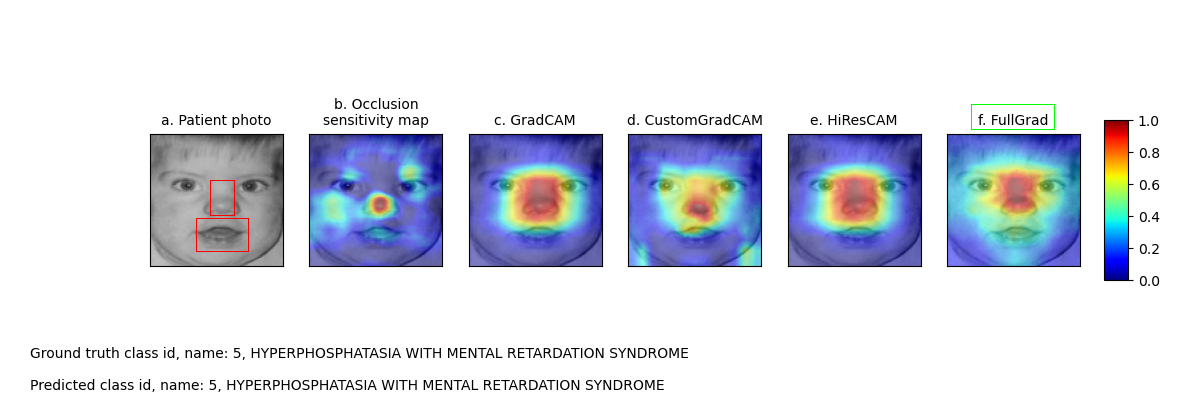 a. Patient photo
b. Occlusion
sensitivity map
c. GradCAM
d. CustomGradCAM
e. HiResCAM
f. FullGrad
1.0
0.8
0.6
0.4
0.2
0.0
Ground truth class id, name: 5, HYPERPHOSPHATASIA WITH MENTAL RETARDATION SYNDROME
Predicted class id, name: 5, HYPERPHOSPHATASIA WITH MENTAL RETARDATION SYNDROME